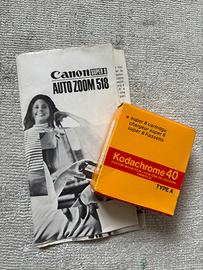 Canon SUPER 8
AUTO ZOOM 518
super 8 cartridge
chargeur super 8
super 8 Kassette
Kodachrome 40
TYPE A